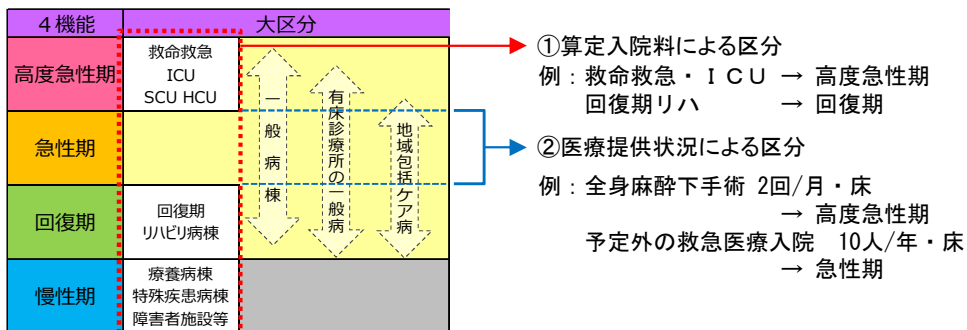 4機能
大区分
高度急性期
救命救急
ICU
SCU HCU
急性期
回復期
回復期
リハビリ病棟
慢性期
療養病棟
特殊疾患病棟
障害者施設等
一般病棟
有床診療所の一般病
地域包括ケア病
①算定入院料による区分
例：救命救急・ＩＣＵ → 高度急性期
回復期リハ → 回復期
②医療提供状況による区分
例：全身麻酔下手術 2回/月・床
→ 高度急性期
予定外の救急医療入院 10人/年・床
→ 急性期